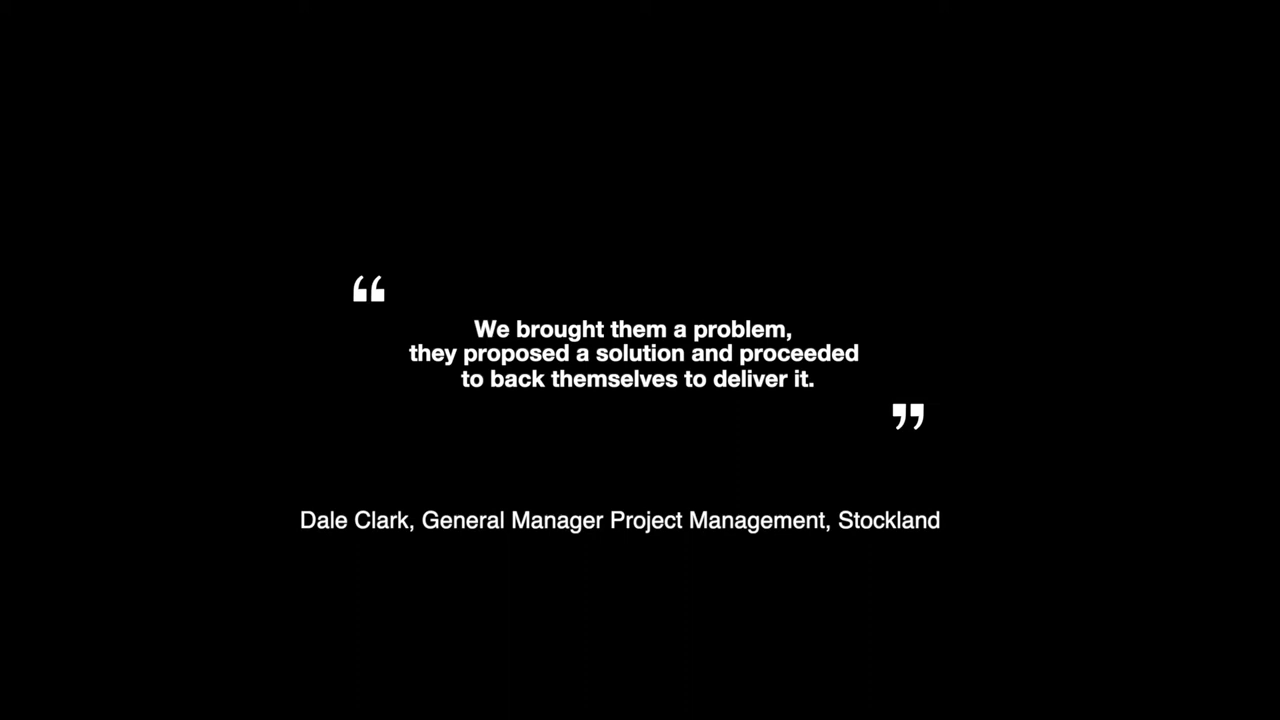 “
We brought them a problem,
they proposed a solution and proceeded
to back themselves to deliver it.
”
Dale Clark, General Manager Project Management, Stockland